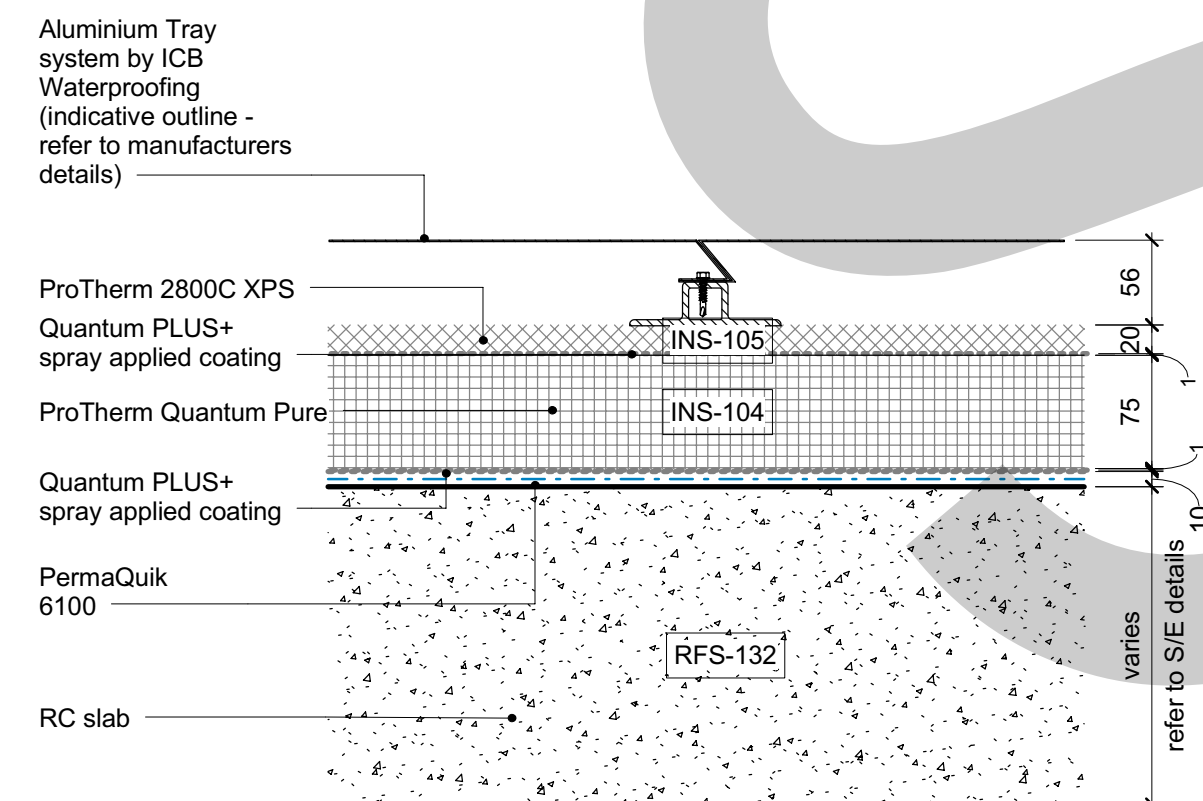 Aluminium Tray
system by ICB
Waterproofing
(indicative outline -
refer to manufacturers
details)
ProTherm 2800C XPS
Quantum PLUS+
spray applied coating
ProTherm Quantum Pure
Quantum PLUS+
spray applied coating
PermaQuik
6100
RC slab
INS-105
INS-104
RFS-132
56
20
1
75
1
10
varies
refer to S/E details